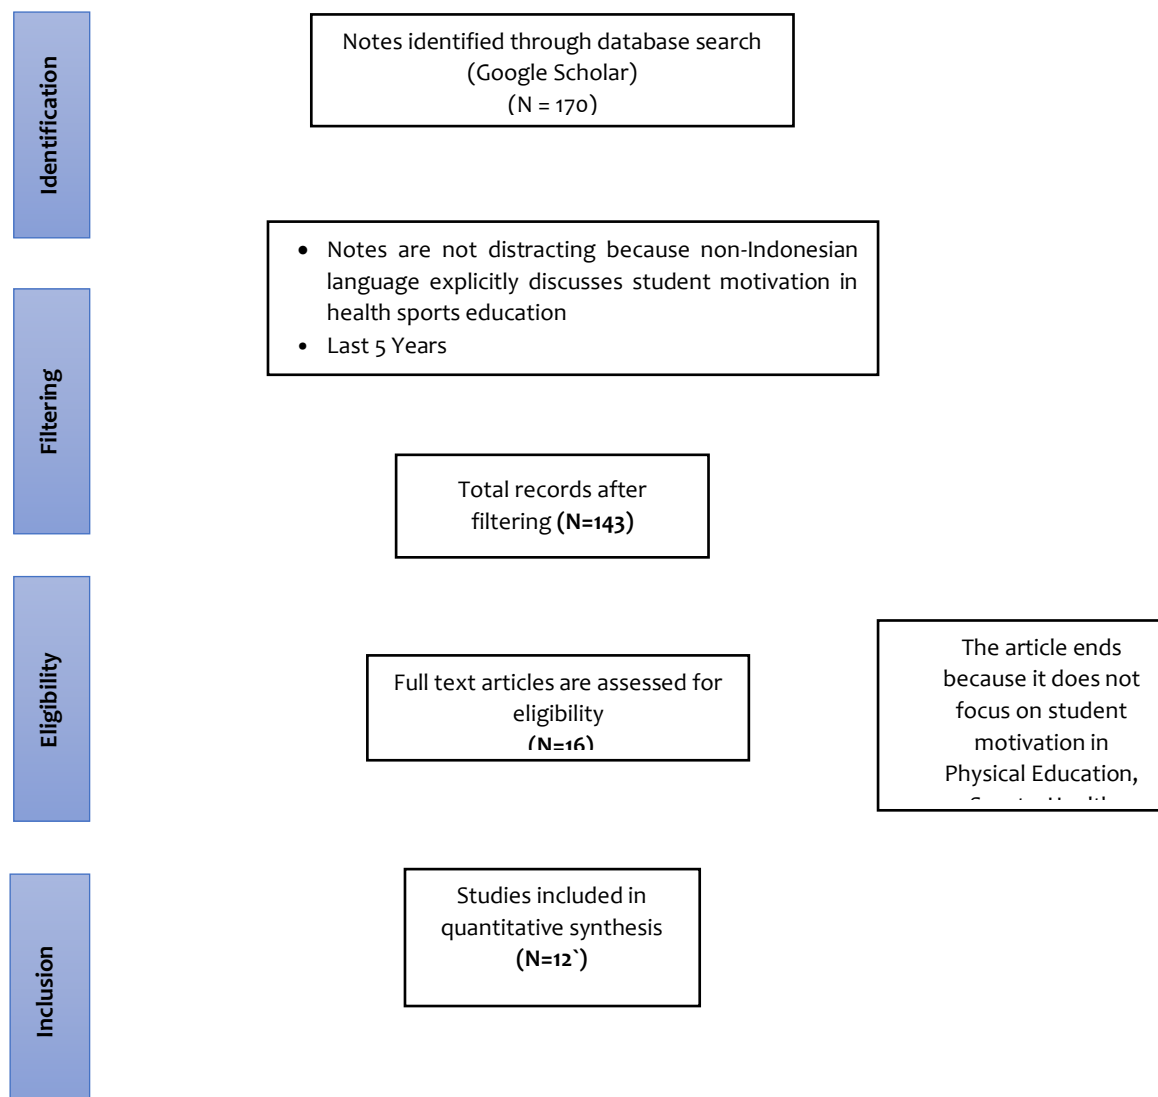 Identification
Notes identified through database search
(Google Scholar)
(N = 170)
• Notes are not distracting because non-Indonesian
language explicitly discusses student motivation in
health sports education
• Last 5 Years
Filtering
Total records after
filtering (N=143)
Eligibility
Full text articles are assessed for
eligibility
(N=16)
The article ends
because it does not
focus on student
motivation in
Physical Education,
Inclusion
Studies included in
quantitative synthesis
(N=12`)